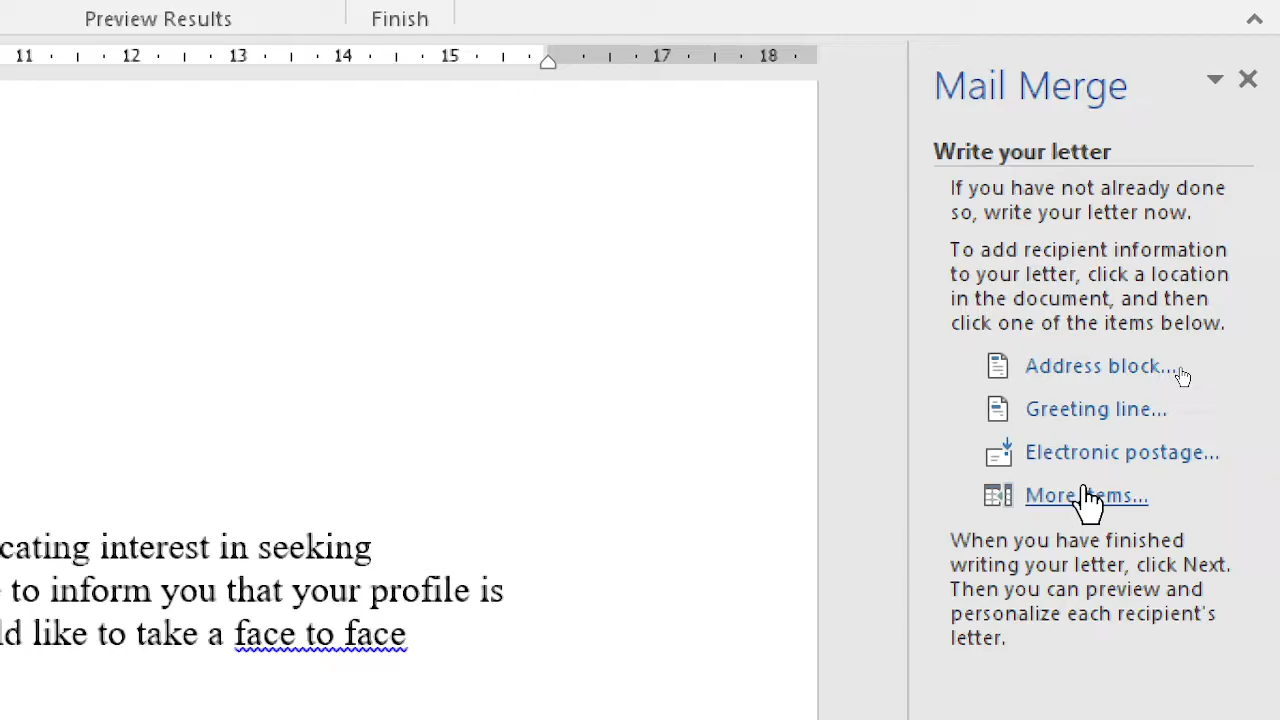 Preview Results
Finish
11 12 13 14 15 17 18
Mail Merge
Write your letter
If you have not already done
so, write your letter now.
To add recipient information
to your letter, click a location
in the document, and then
click one of the items below.
Address block...
Greeting line...
Electronic postage...
More items...
When you have finished
writing your letter, click Next.
Then you can preview and
personalize each recipient's
letter.
cating interest in seeking
to inform you that your profile is
ld like to take a face to face